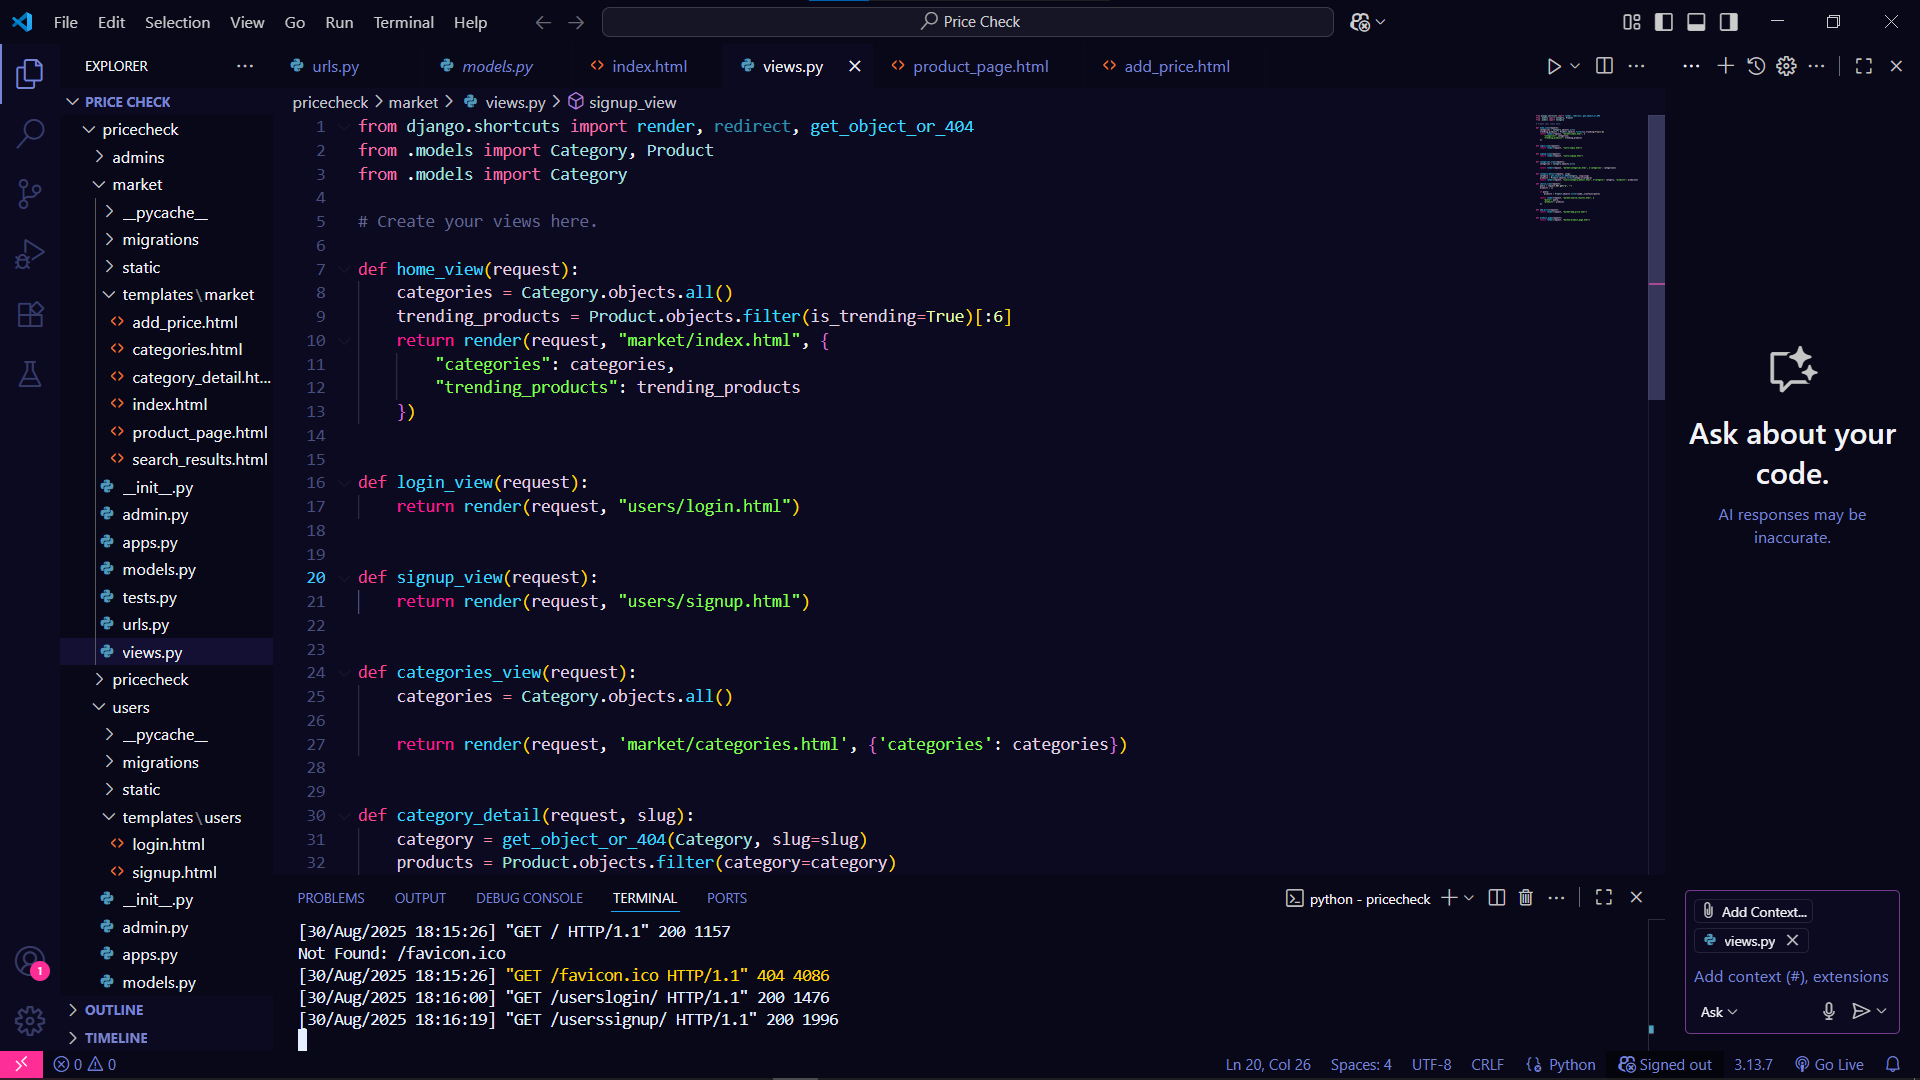 File Edit Selection View Go Run Terminal Help
Price Check
EXPLORER
urls.py
models.py
index.html
views.py
product_page.html
add_price.html
PRICE CHECK
pricecheck
admins
market
__pycache__
migrations
static
templates\market
add_price.html
categories.html
category_detail.ht...
index.html
product_page.html
search_results.html
__init__.py
admin.py
apps.py
models.py
tests.py
urls.py
views.py
pricecheck
users
__pycache__
migrations
static
templates\users
login.html
signup.html
__init__.py
admin.py
apps.py
models.py
OUTLINE
TIMELINE
pricecheck > market > views.py > signup_view
1 from django.shortcuts import render, redirect, get_object_or_404
2 from .models import Category, Product
3 from .models import Category
4
5 # Create your views here.
6
7 def home_view(request):
8 categories = Category.objects.all()
9 trending_products = Product.objects.filter(is_trending=True)[:6]
10 return render(request, "market/index.html", {
11 "categories": categories,
12 "trending_products": trending_products
13 })
14
15
16 def login_view(request):
17 return render(request, "users/login.html")
18
19
20 def signup_view(request):
21 return render(request, "users/signup.html")
22
23
24 def categories_view(request):
25 categories = Category.objects.all()
26
27 return render(request, 'market/categories.html', {'categories': categories})
28
29
30 def category_detail(request, slug):
31 category = get_object_or_404(Category, slug=slug)
32 products = Product.objects.filter(category=category)
PROBLEMS OUTPUT DEBUG CONSOLE TERMINAL PORTS
python - pricecheck
[30/Aug/2025 18:15:26] "GET / HTTP/1.1" 200 1157
Not Found: /favicon.ico
[30/Aug/2025 18:15:26] "GET /favicon.ico HTTP/1.1" 404 4086
[30/Aug/2025 18:16:00] "GET /userslogin/ HTTP/1.1" 200 1476
[30/Aug/2025 18:16:19] "GET /userssignup/ HTTP/1.1" 200 1996
Ask about your
code.
AI responses may be
inaccurate.
Add Context...
views.py
Add context (#), extensions
Ask
1
0 0
Ln 20, Col 26 Spaces: 4 UTF-8 CRLF Python Signed out 3.13.7 Go Live